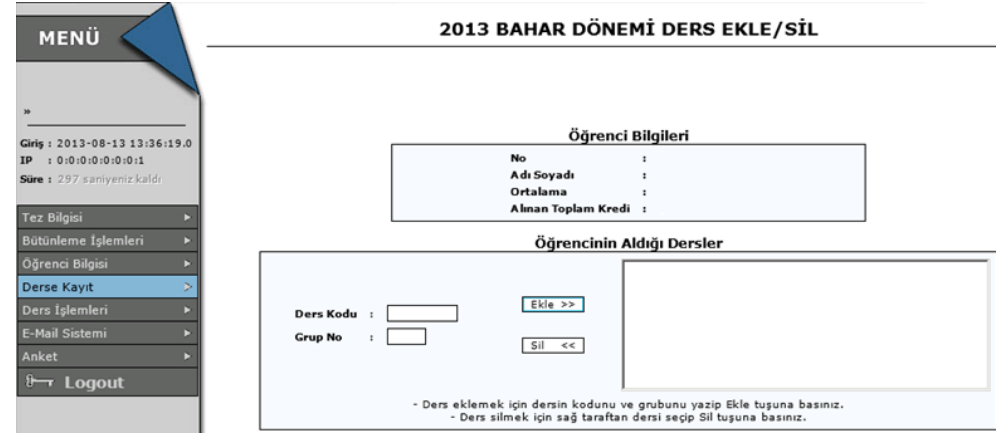 MENÜ
»
Giriş : 2013-08-13 13:36:19.0
IP : 0:0:0:0:0:0:0:1
Süre : 297 saniyeniz kaldı
Tez Bilgisi
Bütünleme İşlemleri
Öğrenci Bilgisi
Derse Kayıt
Ders İşlemleri
E-Mail Sistemi
Anket
Logout
2013 BAHAR DÖNEMİ DERS EKLE/SİL
Öğrenci Bilgileri
No :
Adı Soyadı :
Ortalama :
Alınan Toplam Kredi :
Öğrencinin Aldığı Dersler
Ders Kodu :
Grup No :
Ekle >>
Sil <<
- Ders eklemek için dersin kodunu ve grubunu yazip Ekle tuşuna basınız.
- Ders silmek için sağ taraftan dersi seçip Sil tuşuna basınız.